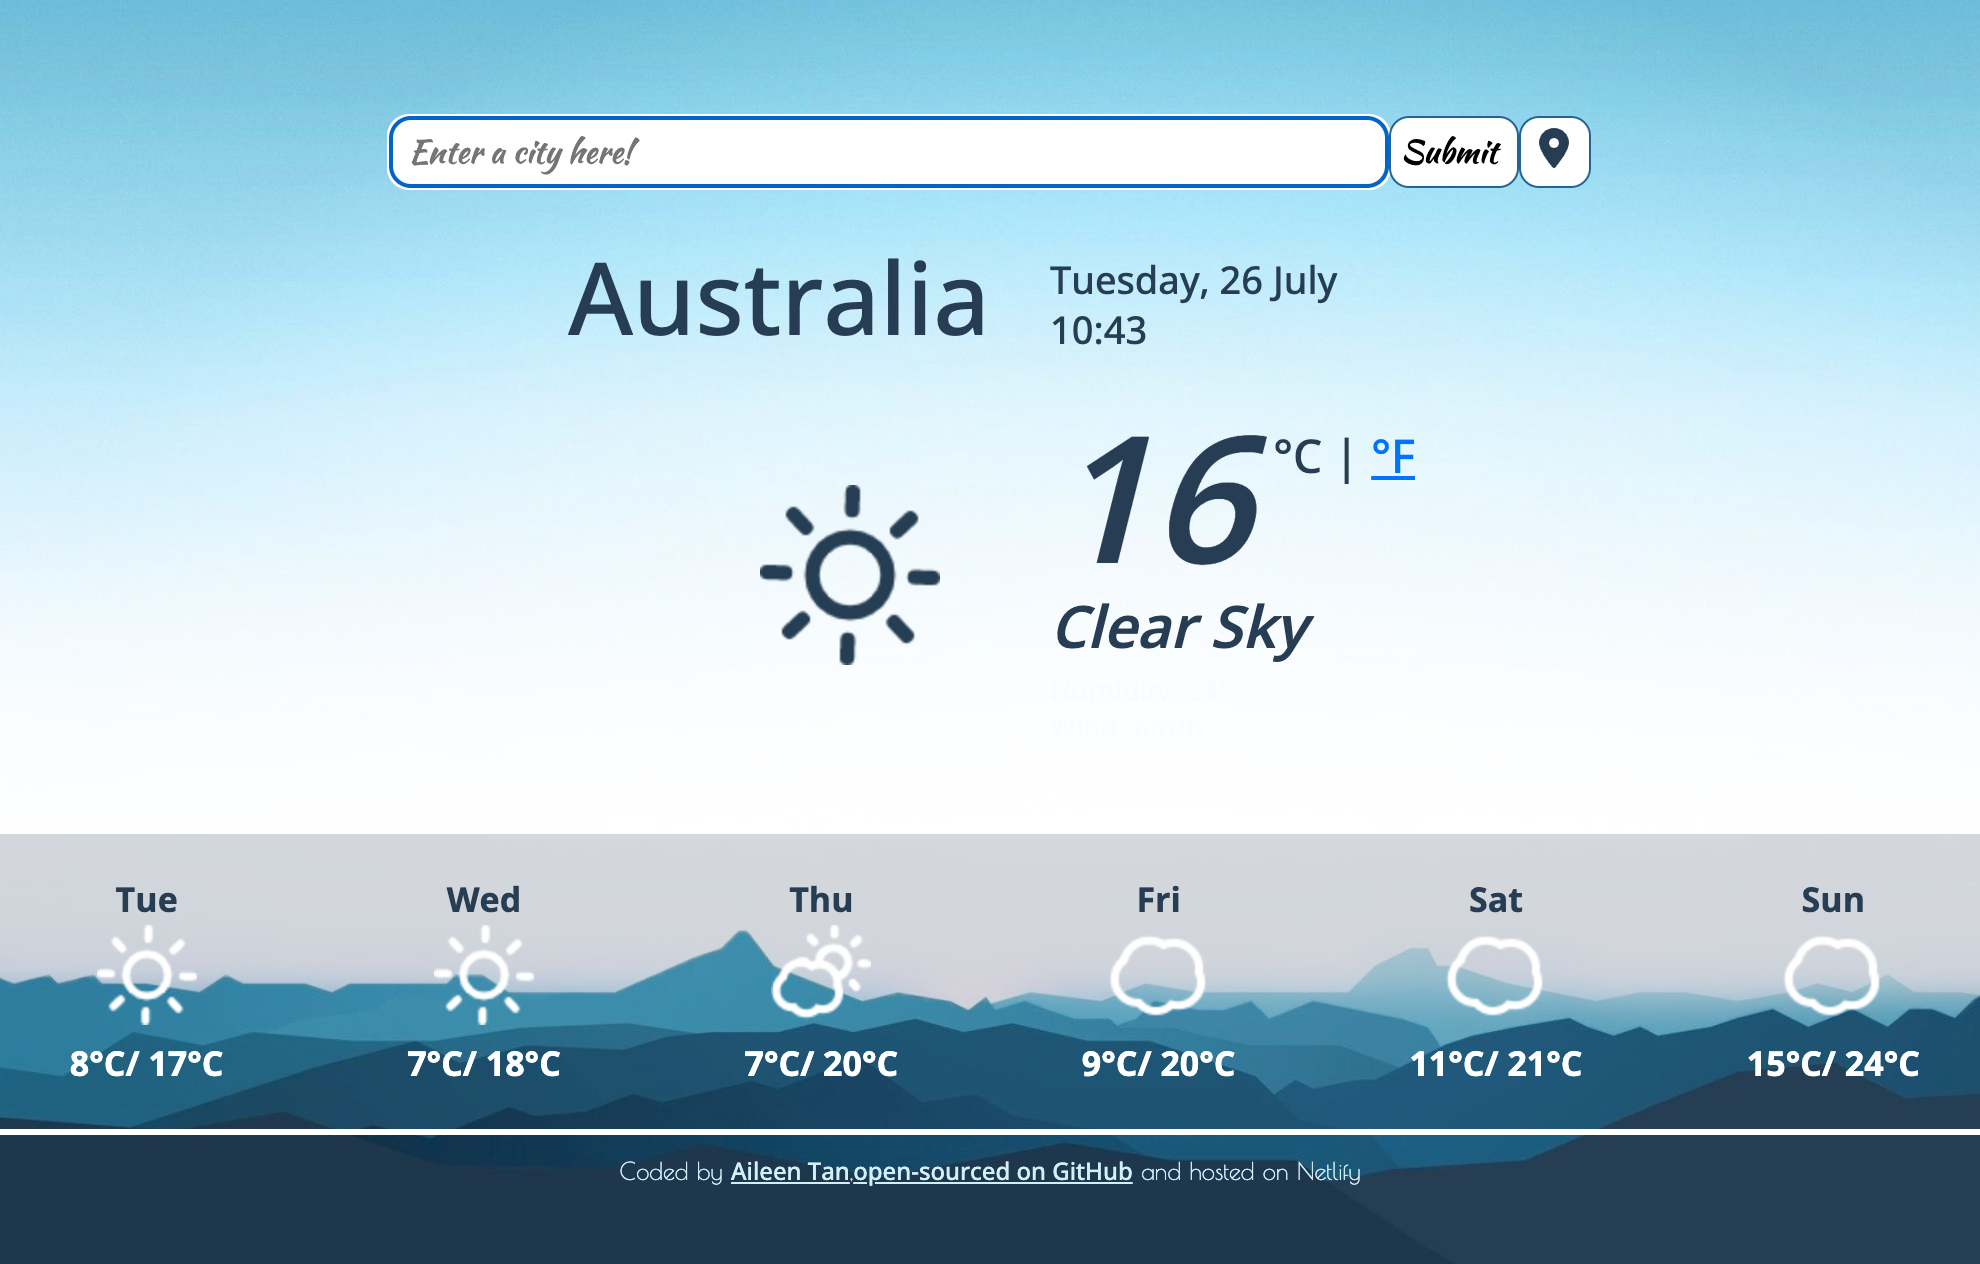 Enter a city here!
Submit
Australia
Tuesday, 26 July
10:43
16 °C | °F
Clear Sky
Humidity:
Wind:
Tue
Wed
Thu
Fri
Sat
Sun
8°C/ 17°C
7°C/ 18°C
7°C/ 20°C
9°C/ 20°C
11°C/ 21°C
15°C/ 24°C
Coded by Aileen Tan,open-sourced on GitHub and hosted on Netlify